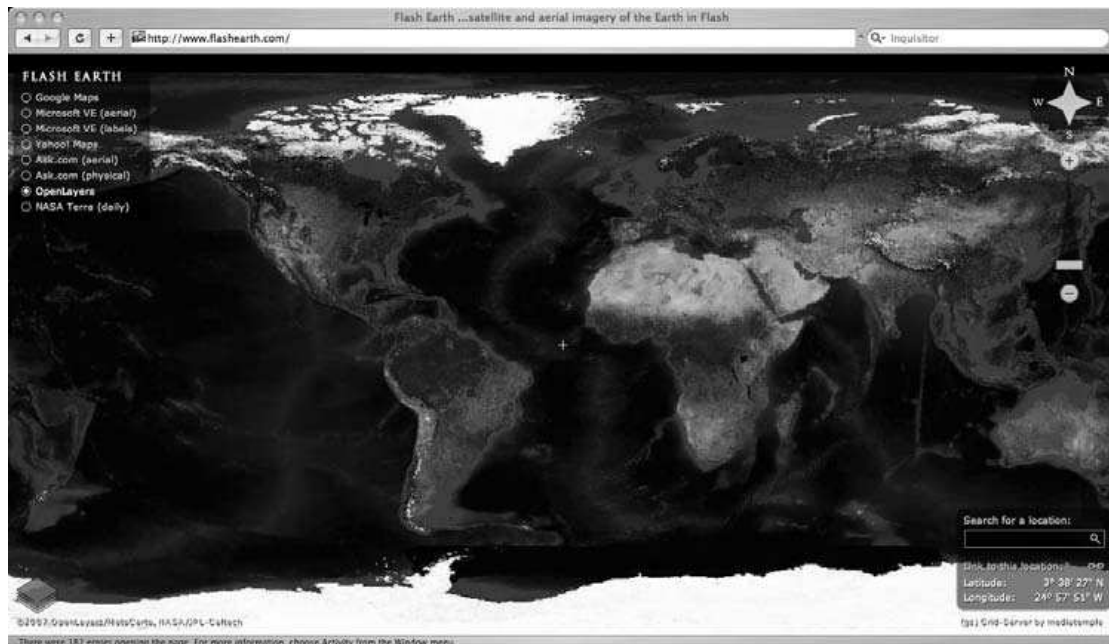 Flash Earth ...satellite and aerial imagery of the Earth in Flash
http://www.flashearth.com/
Inquisitor
FLASH EARTH
Google Maps
Microsoft VE (aerial)
Microsoft VE (labels)
Yahoo! Maps
Ask.com (aerial)
Ask.com (physical)
OpenLayers
NASA Terra (daily)
N
W
E
S
Search for a location:
Link to this location:
Latitude: 3° 38' 27" N
Longitude: 24° 57' 51" W
©2007 OpenLayers/MetaCarta, NASA/JPL-Caltech
(gs) Grid-Server by mediatemple
There were 182 errors opening the page. For more information, choose Activity from the Window menu.